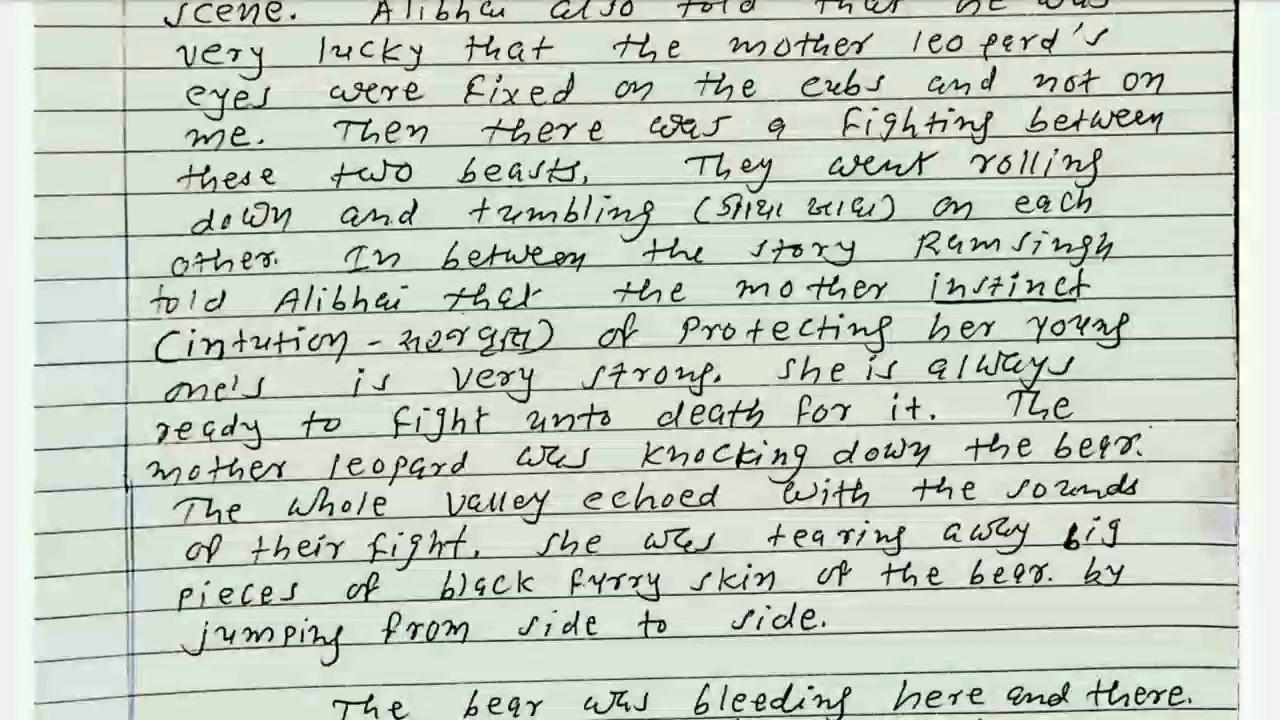 scene. Alibhai also told that he was
very lucky that the mother leopard's
eyes were fixed on the cubs and not on
me. Then there was a fighting between
these two beasts. They went rolling
down and tumbling (ગોથા ખાવા) on each
other. In between the story Ramsingh
told Alibhai that the mother instinct
(intution - સહજવૃત્તિ) of protecting her young
one's is very strong. She is always
ready to fight unto death for it. The
mother leopard was knocking down the bear.
The whole valley echoed with the sounds
of their fight. She was tearing away big
pieces of black furry skin of the bear. by
jumping from side to side.
The bear was bleeding here and there.